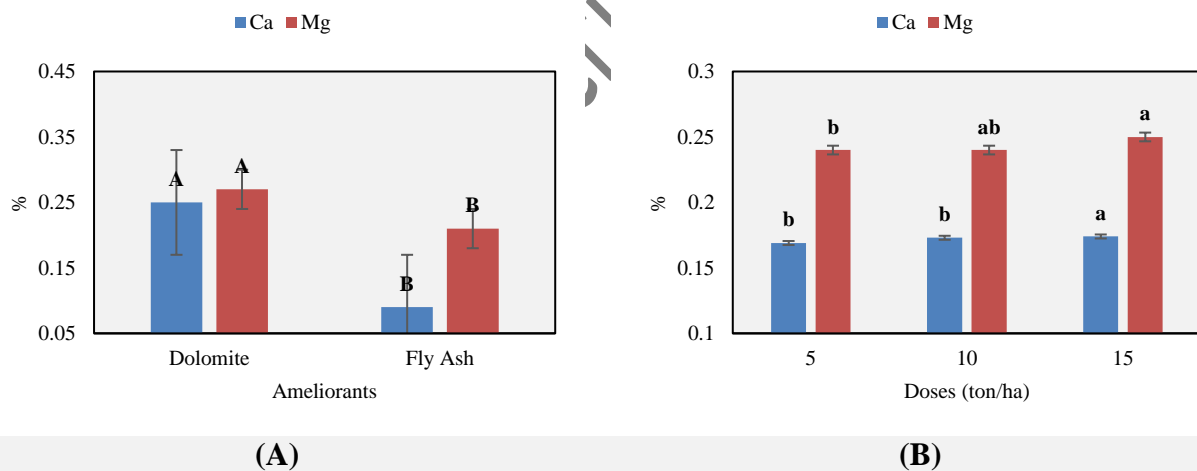 Ca Mg
0.45
0.35
0.25
0.15
0.05
%
A
A
B
B
Dolomite Fly Ash
Ameliorants
(A)
Ca Mg
0.3
0.25
0.2
0.15
0.1
%
b
b
b
ab
a
a
5 10 15
Doses (ton/ha)
(B)